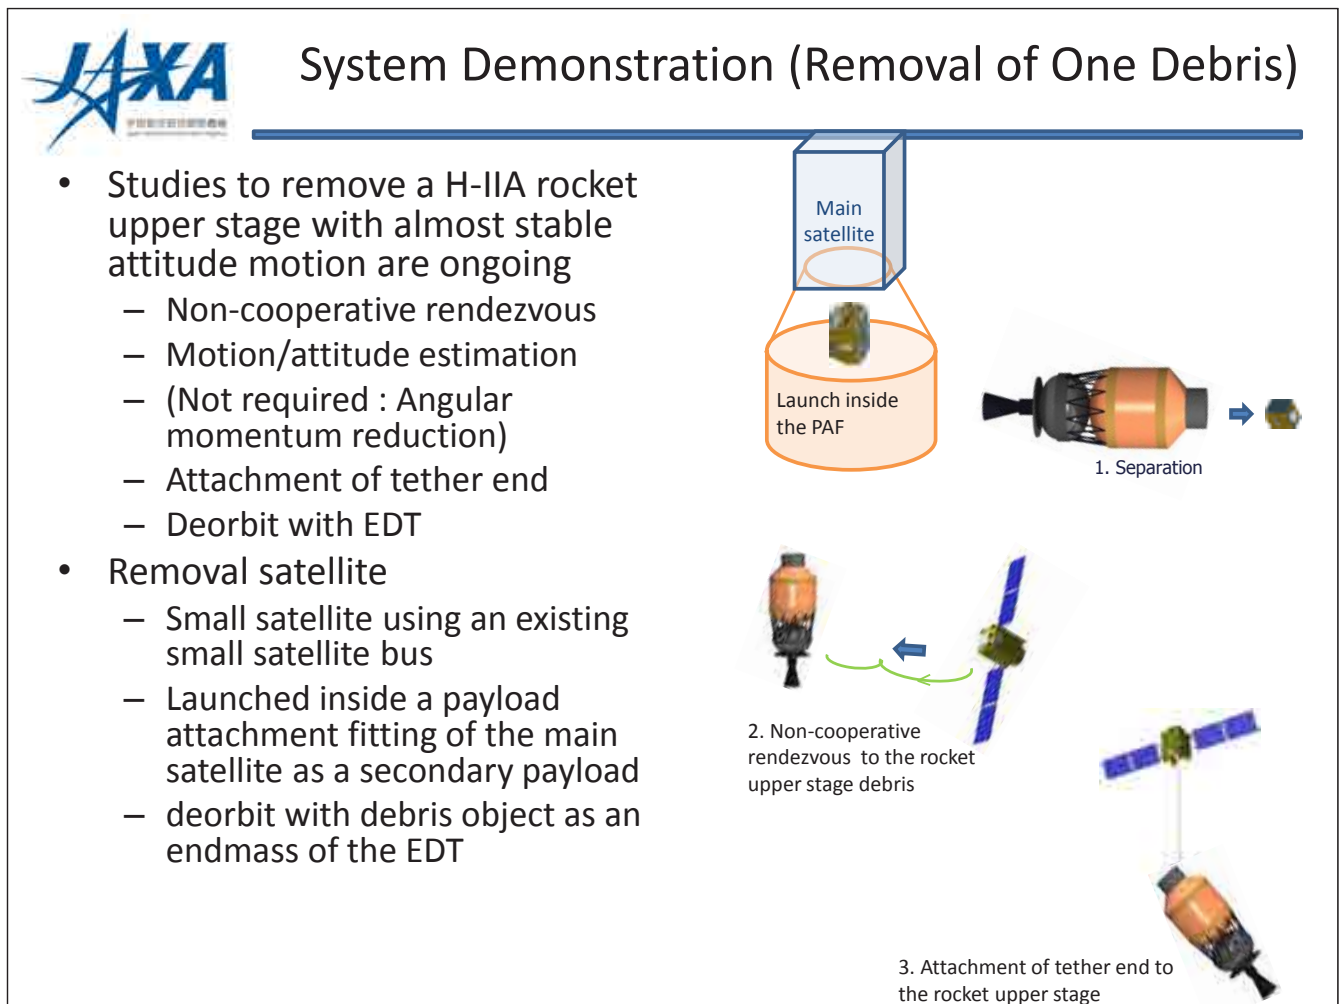 JAXA
System Demonstration (Removal of One Debris)
• Studies to remove a H-IIA rocket
upper stage with almost stable
attitude motion are ongoing
– Non-cooperative rendezvous
– Motion/attitude estimation
– (Not required : Angular
momentum reduction)
– Attachment of tether end
– Deorbit with EDT
• Removal satellite
– Small satellite using an existing
small satellite bus
– Launched inside a payload
attachment fitting of the main
satellite as a secondary payload
– deorbit with debris object as an
endmass of the EDT
Main
satellite
Launch inside
the PAF
1. Separation
2. Non-cooperative
rendezvous to the rocket
upper stage debris
3. Attachment of tether end to
the rocket upper stage